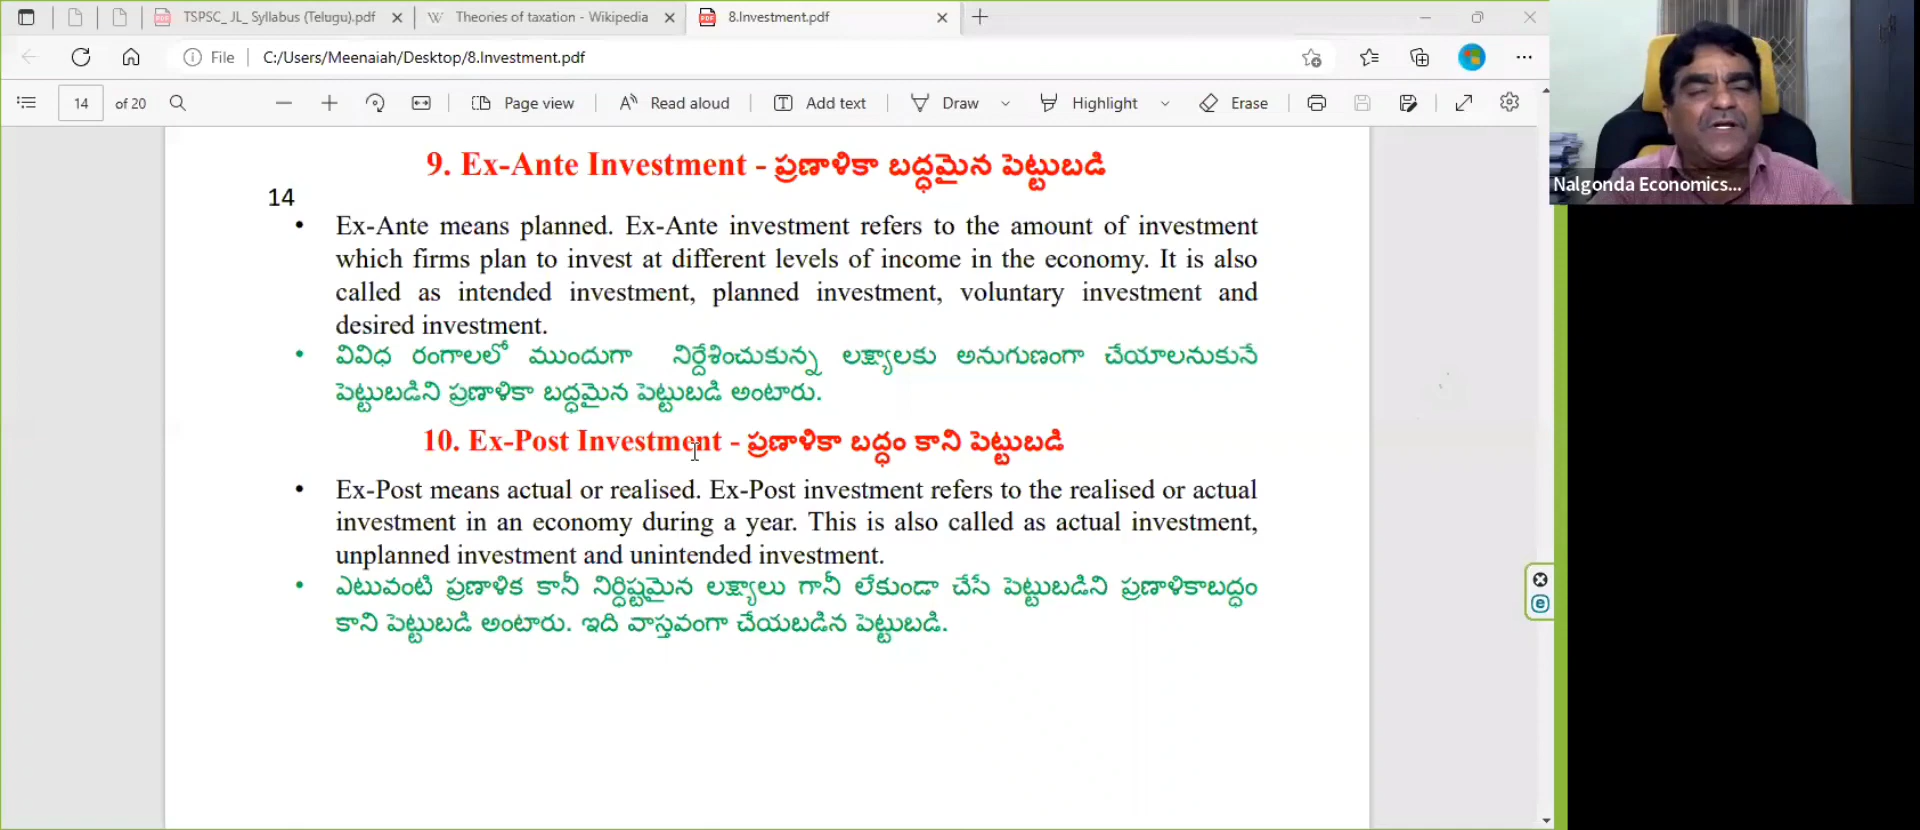 TSPSC_ JL_ Syllabus (Telugu).pdf
Theories of taxation - Wikipedia
8.Investment.pdf
File C:/Users/Meenaiah/Desktop/8.Investment.pdf
14 of 20 Page view Read aloud Add text Draw Highlight Erase
Nalgonda Economics...
9. Ex-Ante Investment - ప్రణాళికా బద్ధమైన పెట్టుబడి
14
• Ex-Ante means planned. Ex-Ante investment refers to the amount of investment
which firms plan to invest at different levels of income in the economy. It is also
called as intended investment, planned investment, voluntary investment and
desired investment.
• వివిధ రంగాలలో ముందుగా నిర్దేశించుకున్న లక్ష్యాలకు అనుగుణంగా చేయాలనుకునే
పెట్టుబడిని ప్రణాళికా బద్ధమైన పెట్టుబడి అంటారు.
10. Ex-Post Investment - ప్రణాళికా బద్ధం కాని పెట్టుబడి
• Ex-Post means actual or realised. Ex-Post investment refers to the realised or actual
investment in an economy during a year. This is also called as actual investment,
unplanned investment and unintended investment.
• ఎటువంటి ప్రణాళిక కానీ నిర్ధిష్టమైన లక్ష్యాలు గానీ లేకుండా చేసే పెట్టుబడిని ప్రణాళికాబద్ధం
కాని పెట్టుబడి అంటారు. ఇది వాస్తవంగా చేయబడిన పెట్టుబడి.